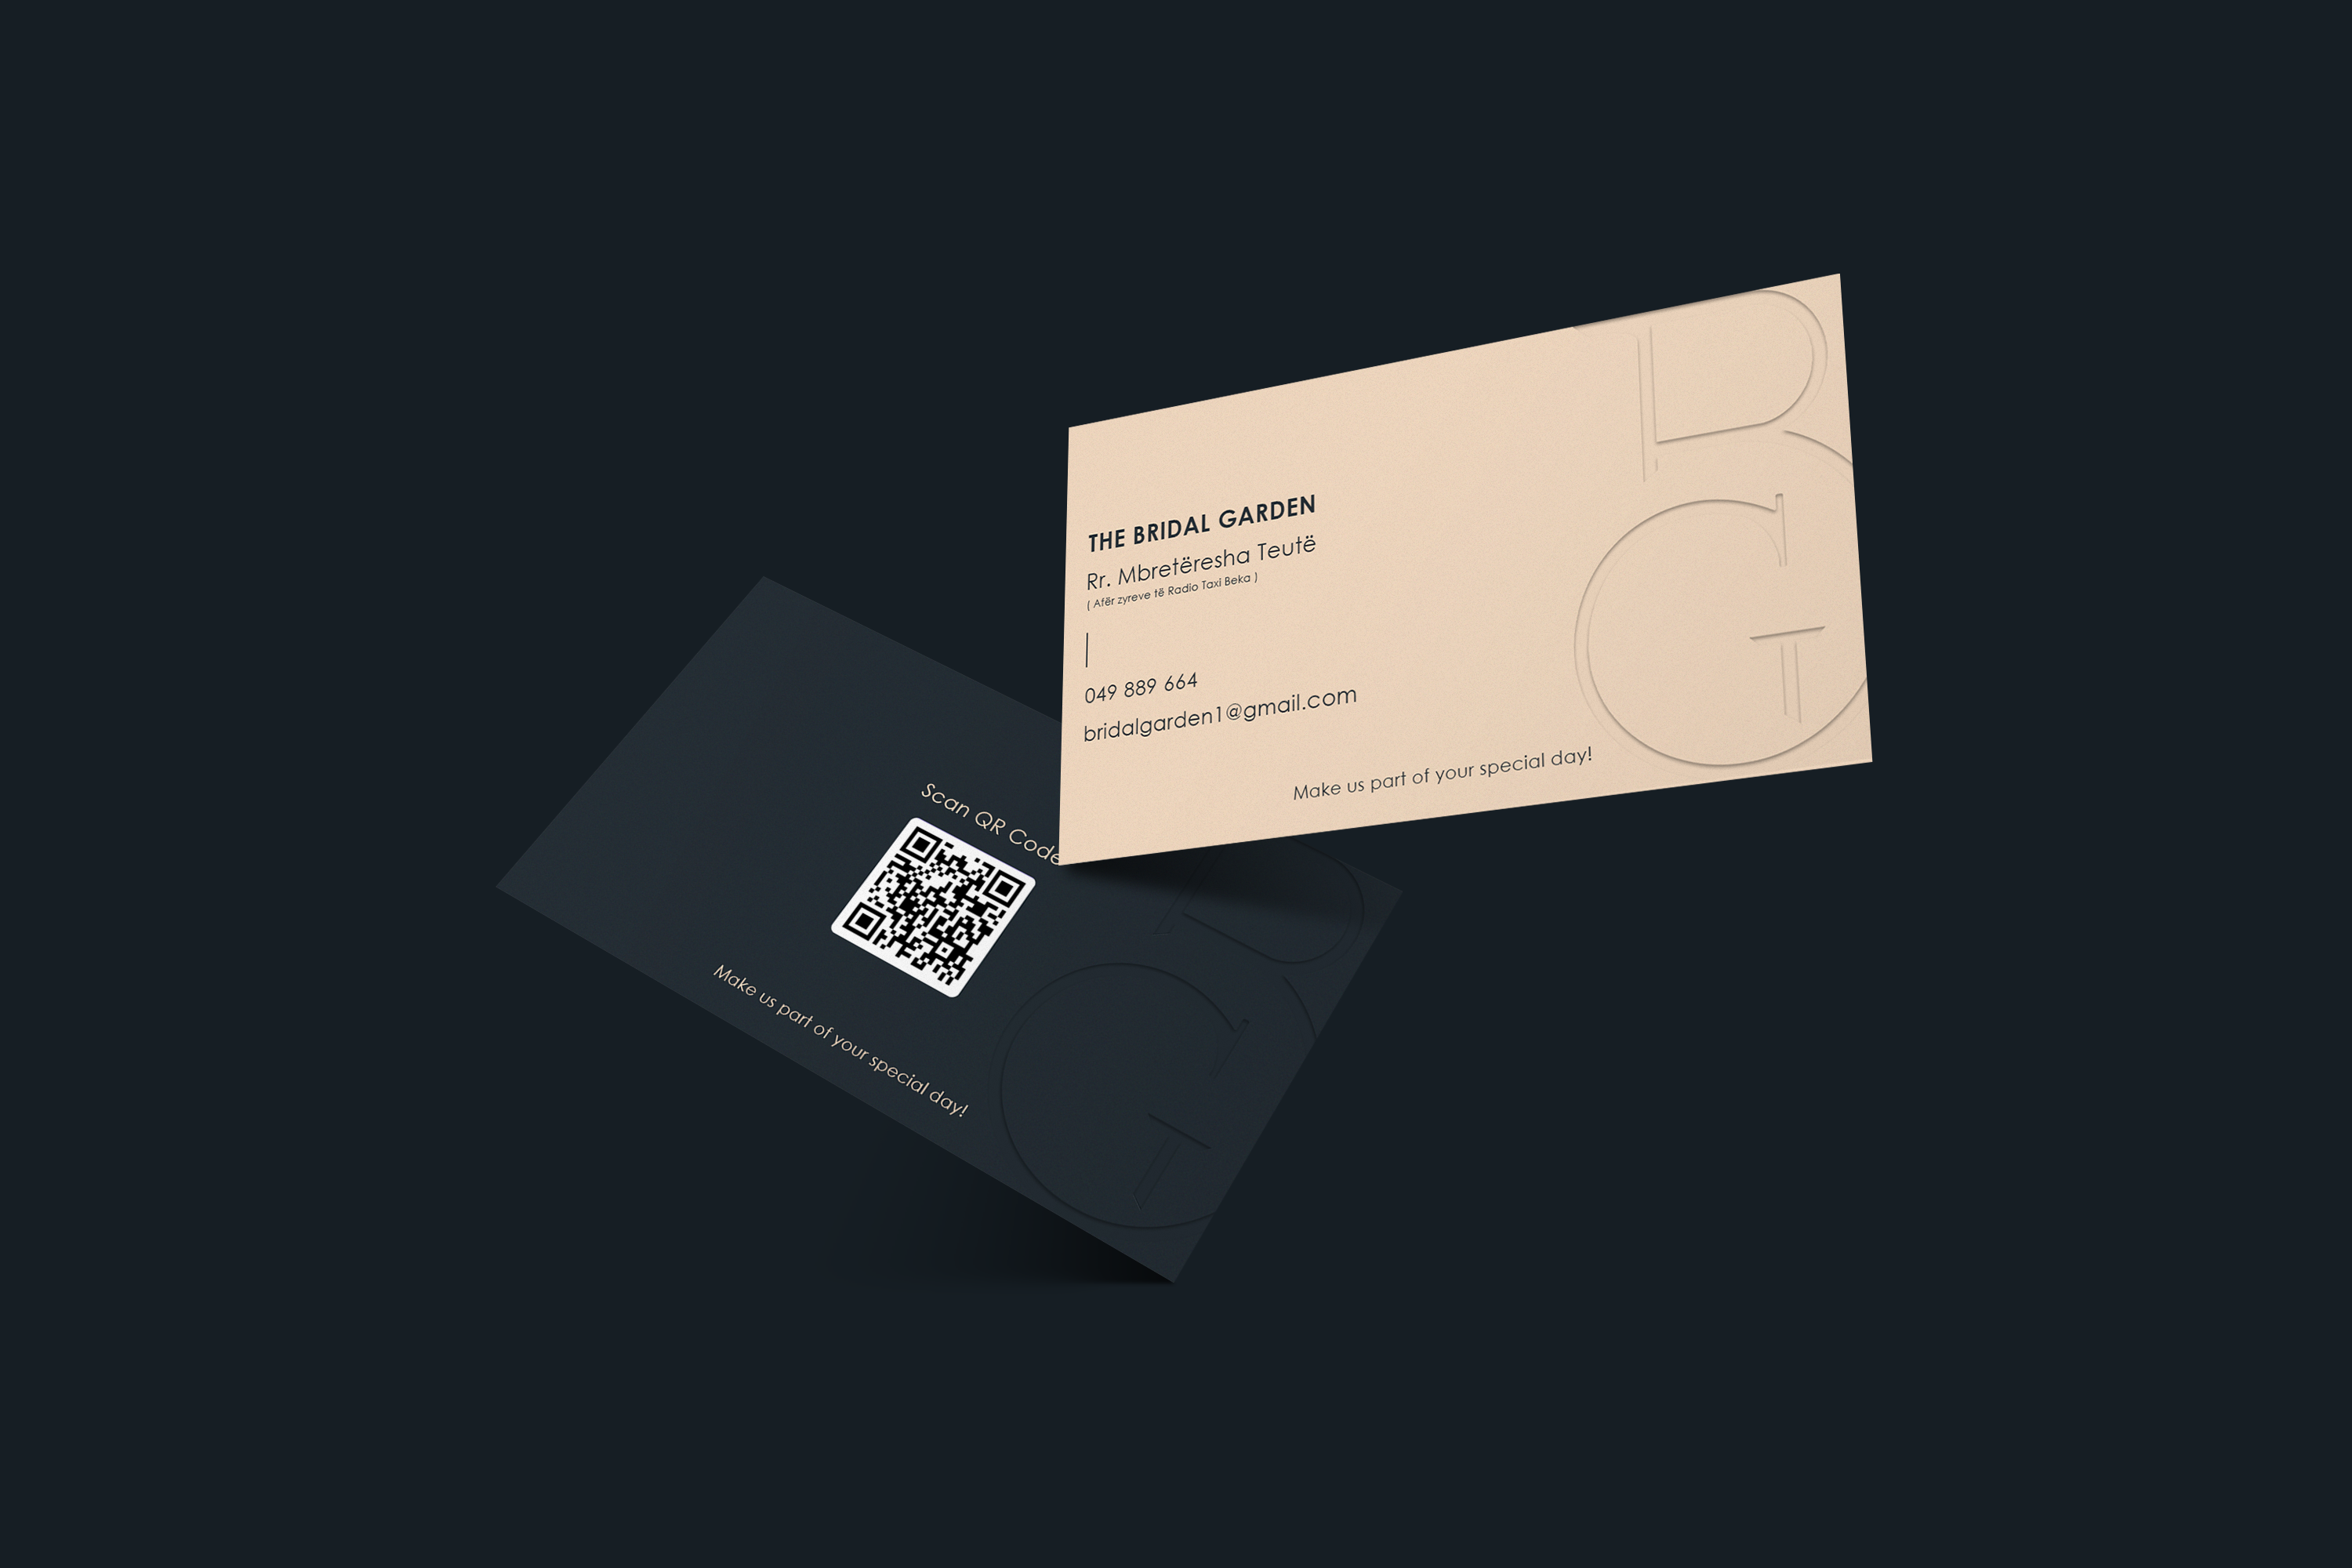 THE BRIDAL GARDEN
Rr. Mbretëresha Teutë
( Afër zyreve të Radio Taxi Beka )
049 889 664
bridalgarden1@gmail.com
Make us part of your special day!
BG
Scan QR Code
Make us part of your special day!
BG